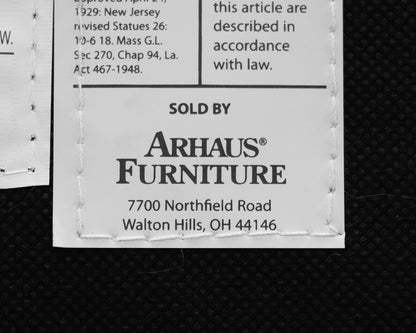 W.
approved April 24,
1929: New Jersey
revised Statues 26:
10-6 18. Mass G.L.
Sec 270, Chap 94, La.
Act 467-1948.
this article are
described in
accordance
with law.
SOLD BY
ARHAUS®
FURNITURE
7700 Northfield Road
Walton Hills, OH 44146